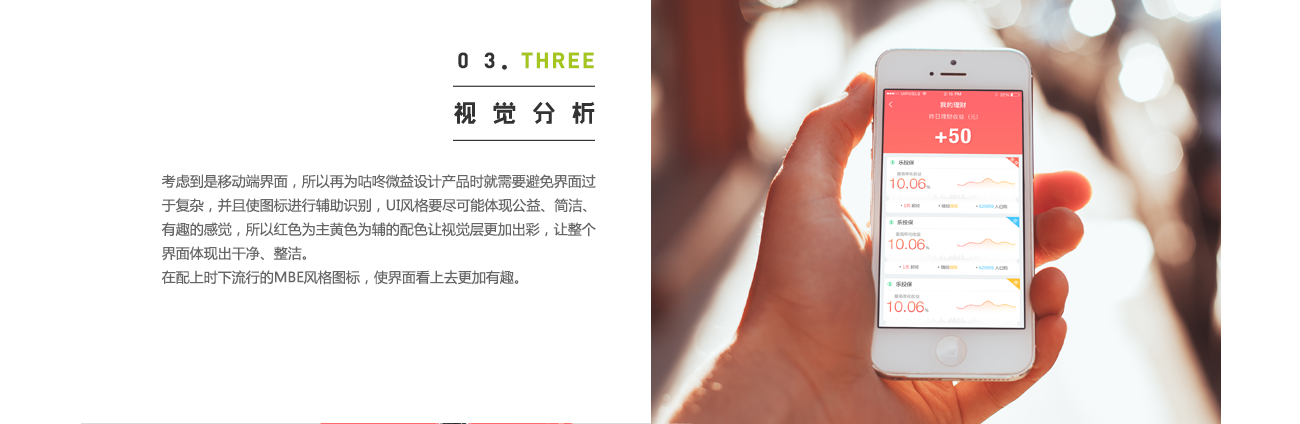 03. THREE
视觉分析
考虑到是移动端界面，所以再为咕咚微益设计产品时就需要避免界面过
于复杂，并且使图标进行辅助识别，UI风格要尽可能体现公益、简洁、
有趣的感觉，所以红色为主黄色为辅的配色让视觉层更加出彩，让整个
界面体现出干净、整洁。
在配上时下流行的MBE风格图标，使界面看上去更加有趣。
我的理财
昨日理财收益（元）
+50
乐投保
10.06%
乐投保
10.06%
乐投保
10.06%